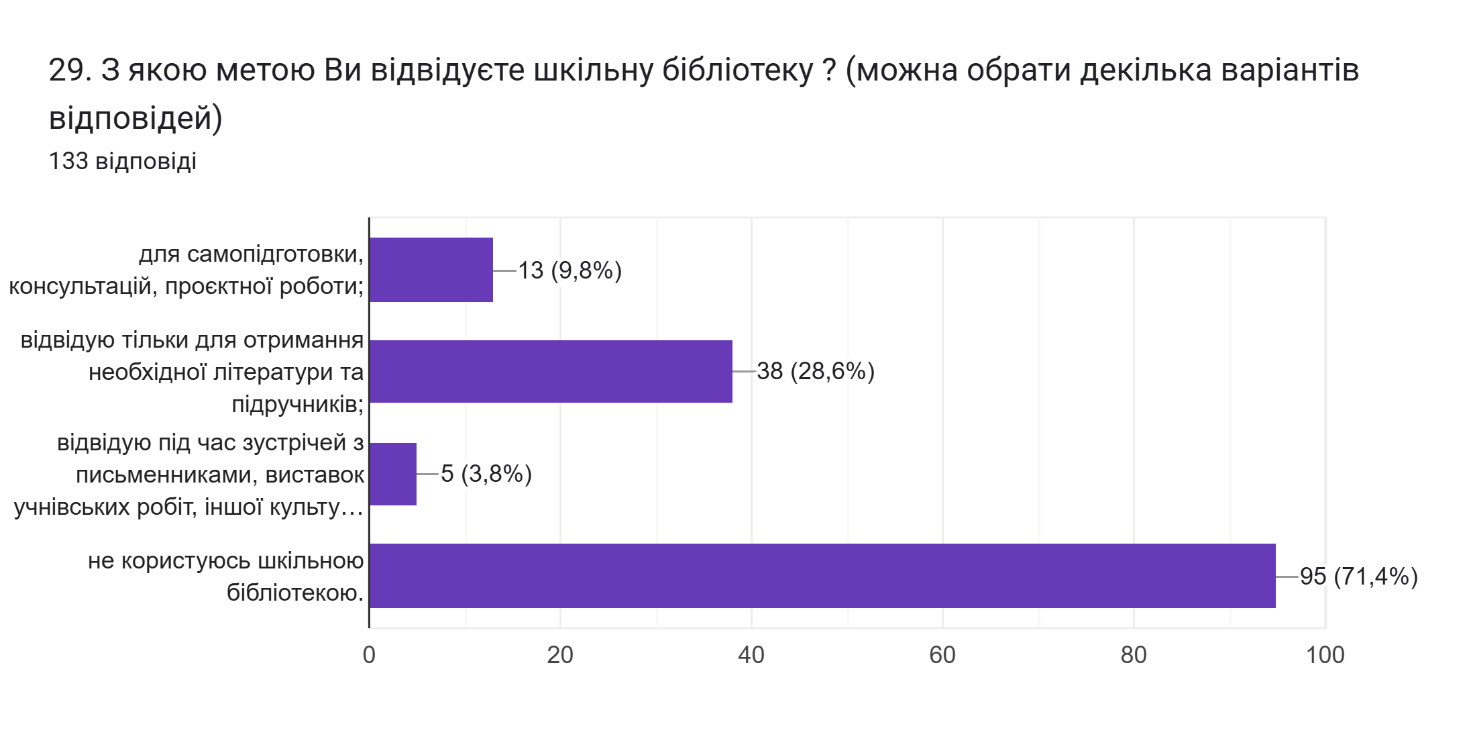 29. З якою метою Ви відвідуєте шкільну бібліотеку ? (можна обрати декілька варіантів
відповідей)
133 відповіді
для самопідготовки,
консультацій, проєктної роботи;
13 (9,8%)
відвідую тільки для отримання
необхідної літератури та
підручників;
38 (28,6%)
відвідую під час зустрічей з
письменниками, виставок
учнівських робіт, іншої культу…
5 (3,8%)
не користуюсь шкільною
бібліотекою.
95 (71,4%)
0 20 40 60 80 100